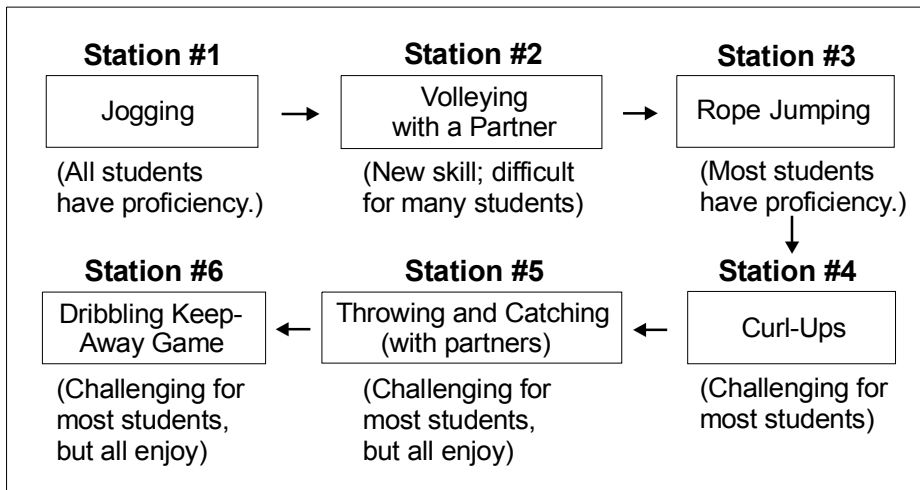 Station #1
Jogging
(All students
have proficiency.)
Station #2
Volleying
with a Partner
(New skill; difficult
for many students)
Station #3
Rope Jumping
(Most students
have proficiency.)
Station #4
Curl-Ups
(Challenging for
most students)
Station #5
Throwing and Catching
(with partners)
(Challenging for
most students,
but all enjoy)
Station #6
Dribbling Keep-
Away Game
(Challenging for
most students,
but all enjoy)